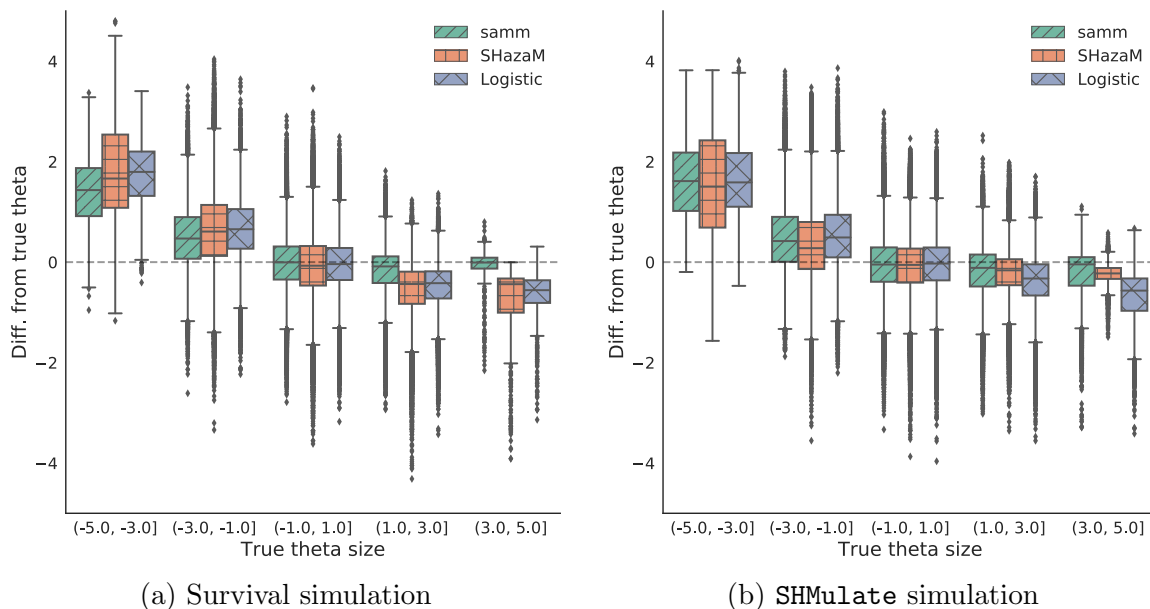 samm
SHazaM
Logistic
Diff. from true theta
4
2
0
−2
−4
(-5.0, -3.0] (-3.0, -1.0] (-1.0, 1.0] (1.0, 3.0] (3.0, 5.0]
True theta size
(a) Survival simulation
samm
SHazaM
Logistic
Diff. from true theta
4
2
0
−2
−4
(-5.0, -3.0] (-3.0, -1.0] (-1.0, 1.0] (1.0, 3.0] (3.0, 5.0]
True theta size
(b) SHMulate simulation